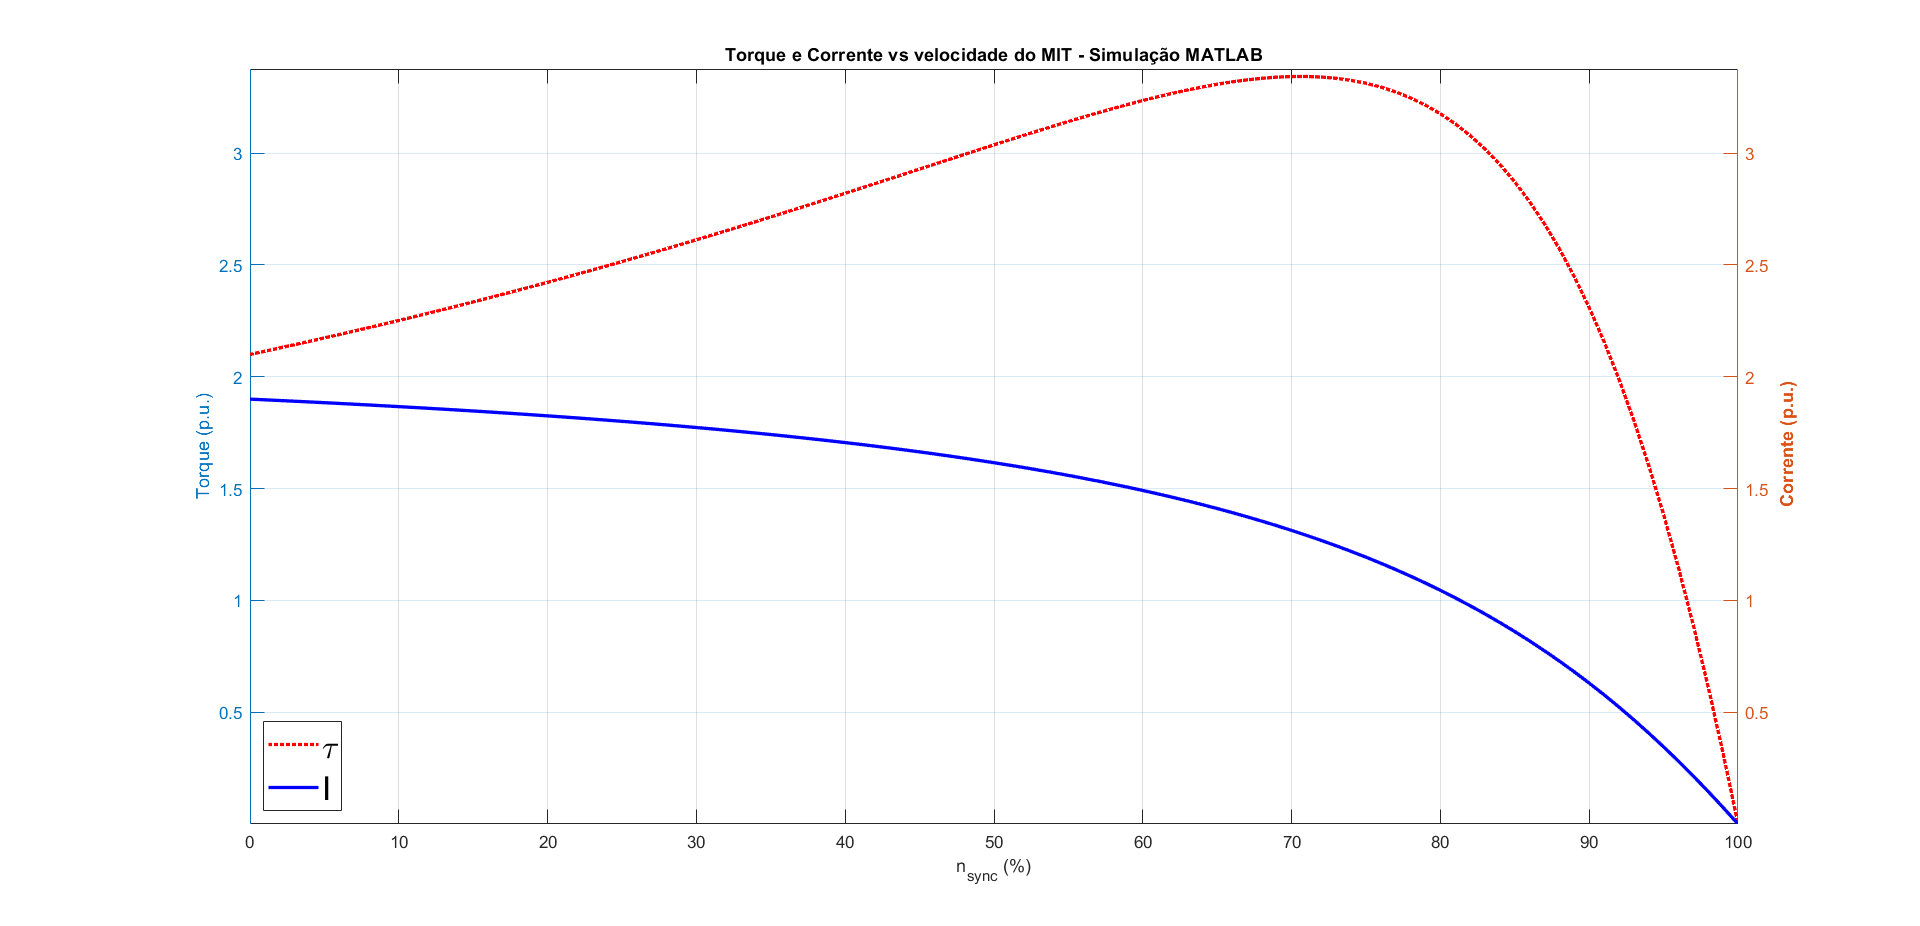 Torque e Corrente vs velocidade do MIT - Simulação MATLAB
Torque (p.u.)
3
2.5
2
1.5
1
0.5
3
2.5
2
1.5
1
0.5
Corrente (p.u.)
τ
I
0 10 20 30 40 50 60 70 80 90 100
n_sync (%)